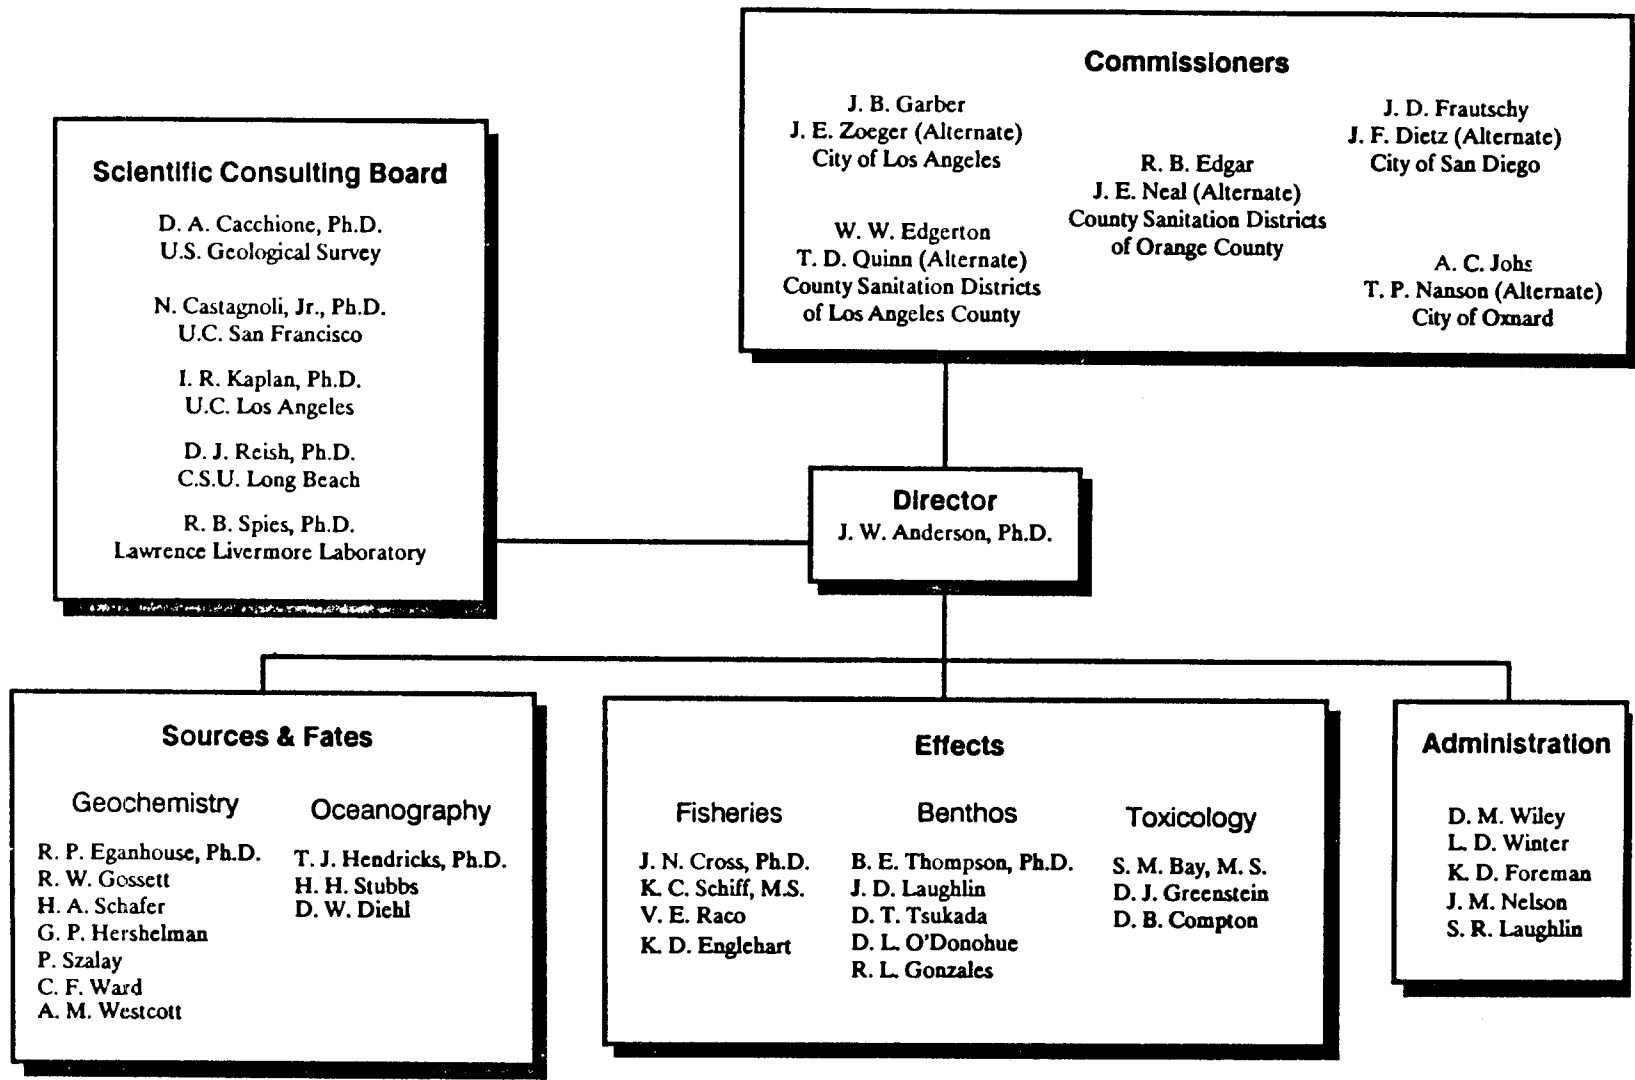 Commissioners
J. B. Garber
J. E. Zoeger (Alternate)
City of Los Angeles
W. W. Edgerton
T. D. Quinn (Alternate)
County Sanitation Districts
of Los Angeles County
R. B. Edgar
J. E. Neal (Alternate)
County Sanitation Districts
of Orange County
J. D. Frautschy
J. F. Dietz (Alternate)
City of San Diego
A. C. Johs
T. P. Nanson (Alternate)
City of Oxnard
Scientific Consulting Board
D. A. Cacchione, Ph.D.
U.S. Geological Survey
N. Castagnoli, Jr., Ph.D.
U.C. San Francisco
I. R. Kaplan, Ph.D.
U.C. Los Angeles
D. J. Reish, Ph.D.
C.S.U. Long Beach
R. B. Spies, Ph.D.
Lawrence Livermore Laboratory
Director
J. W. Anderson, Ph.D.
Sources & Fates
Geochemistry
R. P. Eganhouse, Ph.D.
R. W. Gossett
H. A. Schafer
G. P. Hershelman
P. Szalay
C. F. Ward
A. M. Westcott
Oceanography
T. J. Hendricks, Ph.D.
H. H. Stubbs
D. W. Diehl
Effects
Fisheries
J. N. Cross, Ph.D.
K. C. Schiff, M.S.
V. E. Raco
K. D. Englehart
Benthos
B. E. Thompson, Ph.D.
J. D. Laughlin
D. T. Tsukada
D. L. O'Donohue
R. L. Gonzales
Toxicology
S. M. Bay, M. S.
D. J. Greenstein
D. B. Compton
Administration
D. M. Wiley
L. D. Winter
K. D. Foreman
J. M. Nelson
S. R. Laughlin